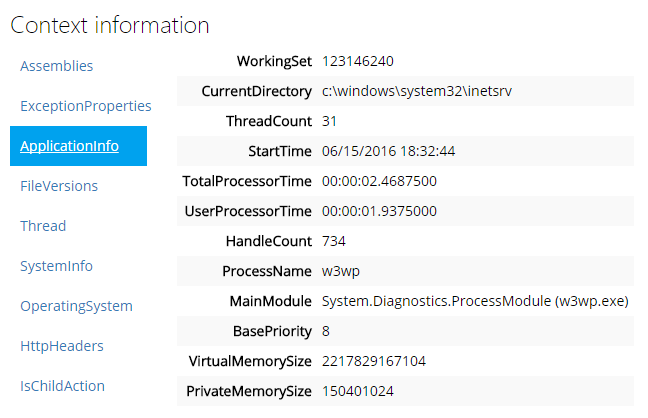 Context information
Assemblies
ExceptionProperties
ApplicationInfo
FileVersions
Thread
SystemInfo
OperatingSystem
HttpHeaders
IsChildAction
WorkingSet 123146240
CurrentDirectory c:\windows\system32\inetsrv
ThreadCount 31
StartTime 06/15/2016 18:32:44
TotalProcessorTime 00:00:02.4687500
UserProcessorTime 00:00:01.9375000
HandleCount 734
ProcessName w3wp
MainModule System.Diagnostics.ProcessModule (w3wp.exe)
BasePriority 8
VirtualMemorySize 2217829167104
PrivateMemorySize 150401024